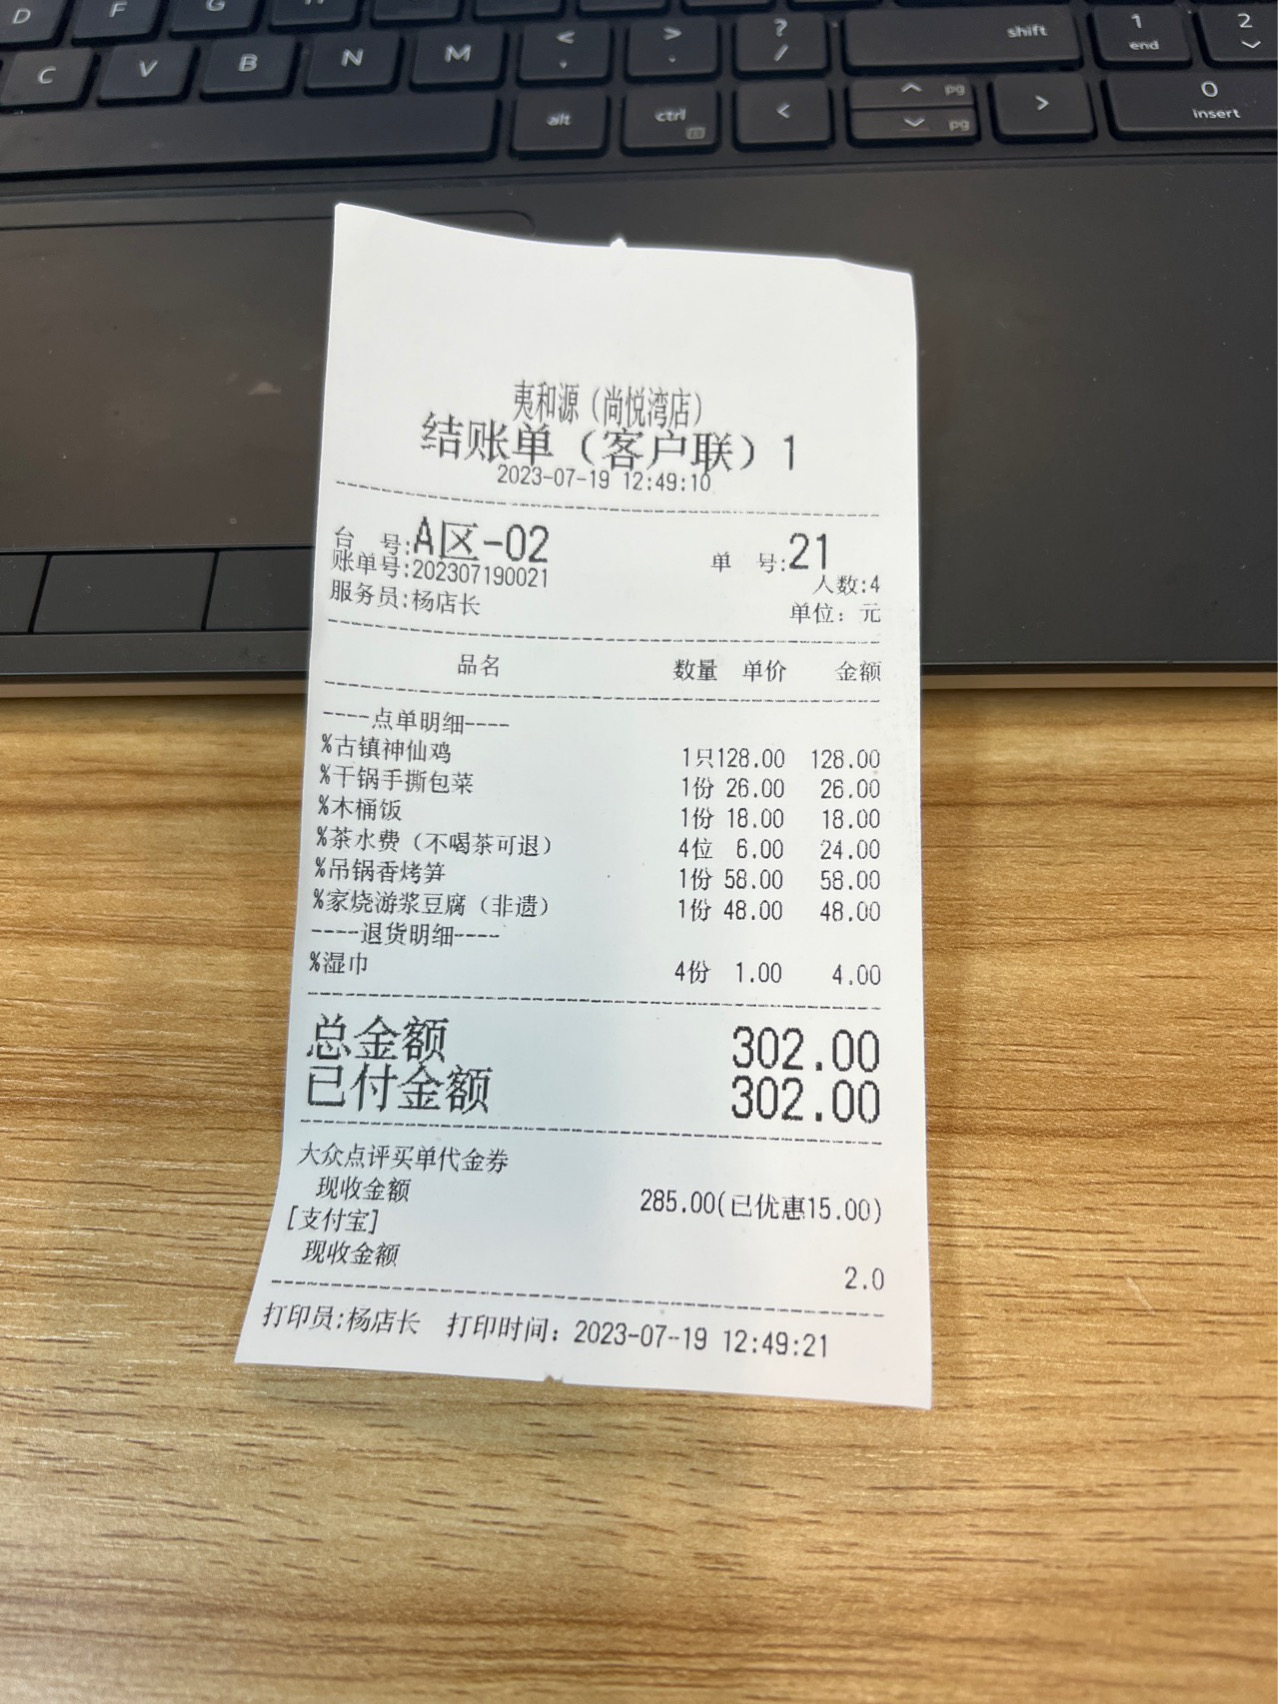 D F G
C V B N M < , > . ? / shift 1 end 2
alt ctrl < pg pg > 0 insert
夷和源（尚悦湾店）
结账单（客户联）1
2023-07-19 12:49:10
台 号:A区-02 单 号:21
账单号:202307190021 人数:4
服务员:杨店长 单位：元
品名 数量 单价 金额
----点单明细----
%古镇神仙鸡 1只128.00 128.00
%干锅手撕包菜 1份 26.00 26.00
%木桶饭 1份 18.00 18.00
%茶水费（不喝茶可退） 4位 6.00 24.00
%吊锅香烤笋 1份 58.00 58.00
%家烧游浆豆腐（非遗） 1份 48.00 48.00
----退货明细----
%湿巾 4份 1.00 4.00
总金额 302.00
已付金额 302.00
大众点评买单代金券
现收金额 285.00(已优惠15.00)
[支付宝]
现收金额 2.0
打印员:杨店长 打印时间：2023-07-19 12:49:21